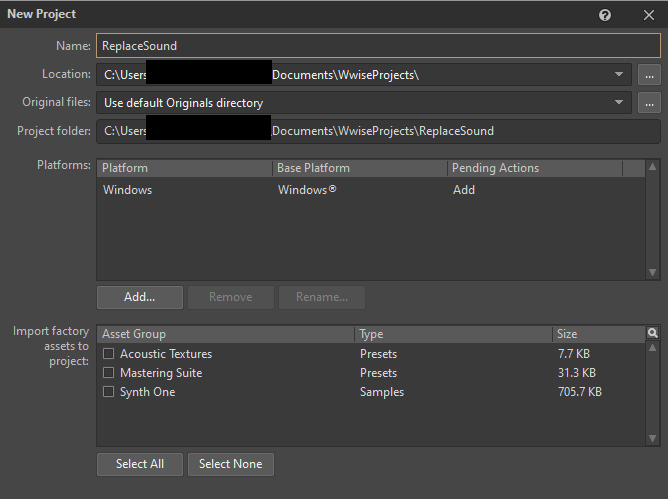 New Project
Name: ReplaceSound
Location: C:\Users Documents\WwiseProjects\ ...
Original files: Use default Originals directory ...
Project folder: C:\Users Documents\WwiseProjects\ReplaceSound
Platforms: Platform Base Platform Pending Actions
Windows Windows® Add
Add... Remove Rename...
Import factory assets to project: Asset Group Type Size
Acoustic Textures Presets 7.7 KB
Mastering Suite Presets 31.3 KB
Synth One Samples 705.7 KB
Select All Select None